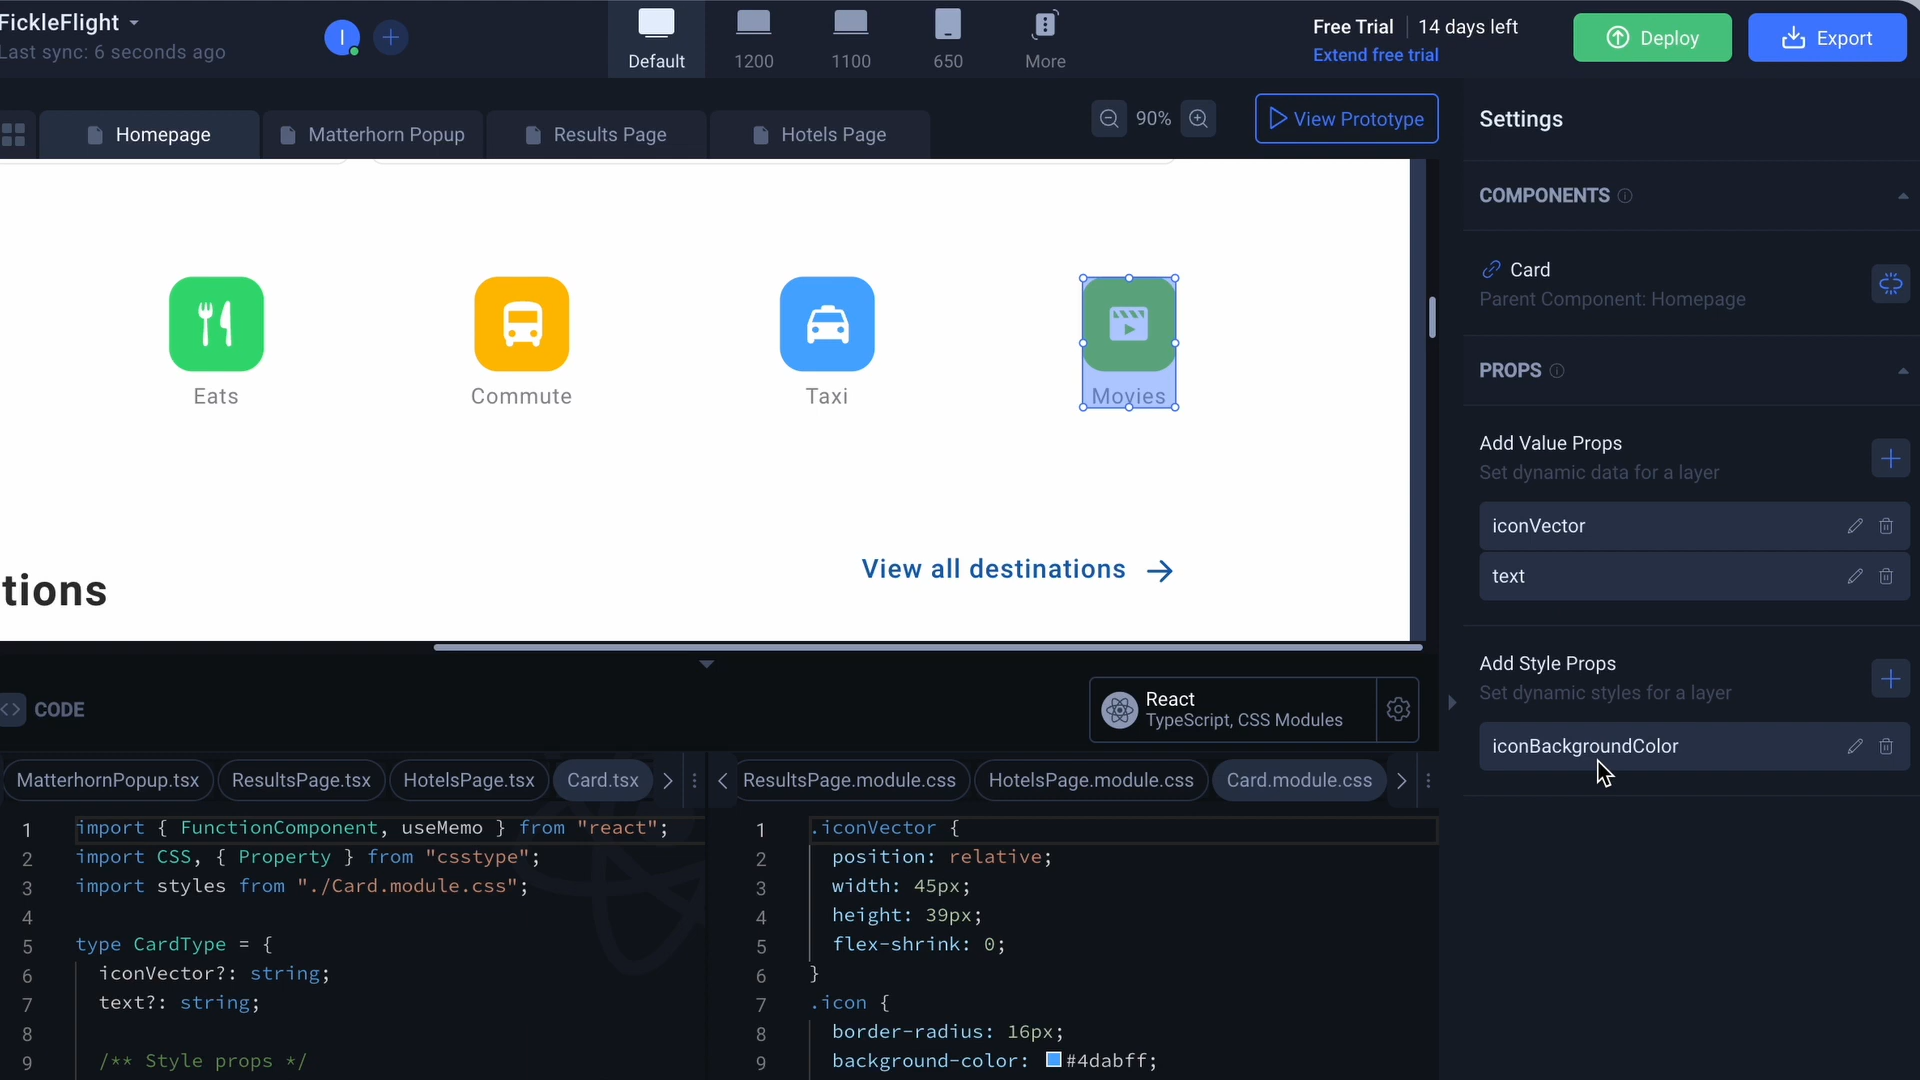 FickleFlight
Last sync: 6 seconds ago
I
Default
1200
1100
650
More
Free Trial
14 days left
Extend free trial
Deploy
Export
Homepage
Matterhorn Popup
Results Page
Hotels Page
90%
View Prototype
Eats
Commute
Taxi
Movies
View all destinations
tions
Settings
COMPONENTS
Card
Parent Component: Homepage
PROPS
Add Value Props
Set dynamic data for a layer
iconVector
text
Add Style Props
Set dynamic styles for a layer
iconBackgroundColor
<> CODE
React
TypeScript, CSS Modules
MatterhornPopup.tsx
ResultsPage.tsx
HotelsPage.tsx
Card.tsx
1 import { FunctionComponent, useMemo } from "react";
2 import CSS, { Property } from "csstype";
3 import styles from "./Card.module.css";
4
5 type CardType = {
6 iconVector?: string;
7 text?: string;
8
9 /** Style props */
ResultsPage.module.css
HotelsPage.module.css
Card.module.css
1 .iconVector {
2 position: relative;
3 width: 45px;
4 height: 39px;
5 flex-shrink: 0;
6 }
7 .icon {
8 border-radius: 16px;
9 background-color: #4dabff;